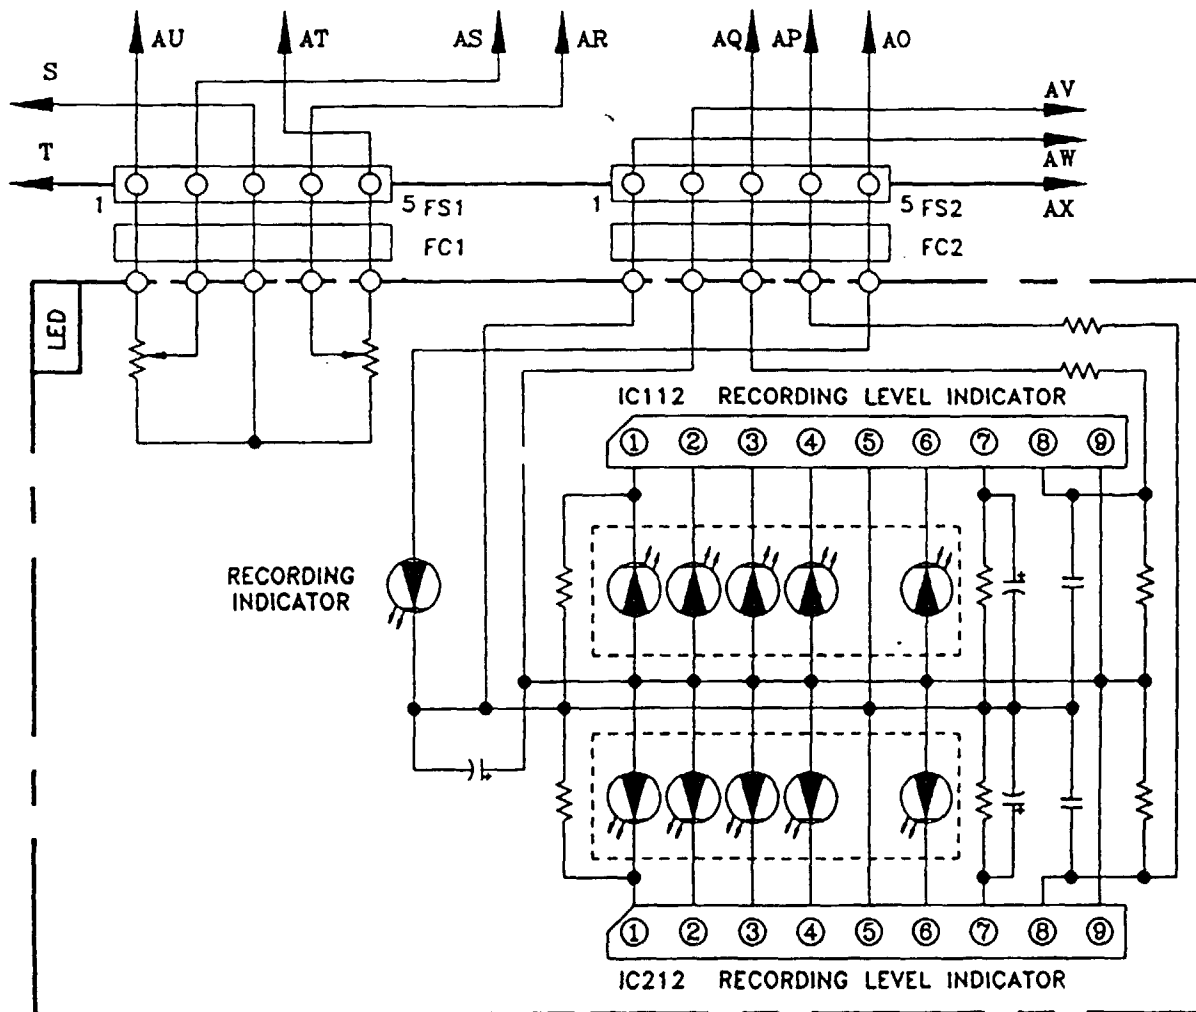 AU
AT
AS
AR
AQ
AP
AO
S
AV
T
AW
1
5
FS1
1
5
FS2
AX
FC1
FC2
LED
IC112 RECORDING LEVEL INDICATOR
1 2 3 4 5 6 7 8 9
RECORDING
INDICATOR
1 2 3 4 5 6 7 8 9
IC212 RECORDING LEVEL INDICATOR